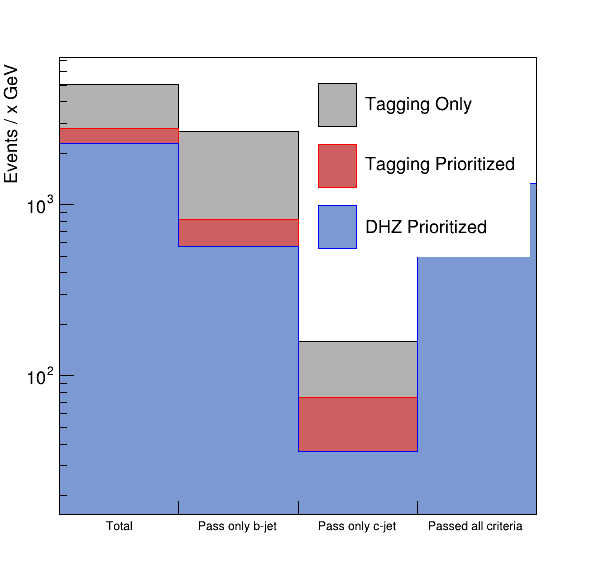 Events / x GeV
10³
10²
Tagging Only
Tagging Prioritized
DHZ Prioritized
Total
Pass only b-jet
Pass only c-jet
Passed all criteria